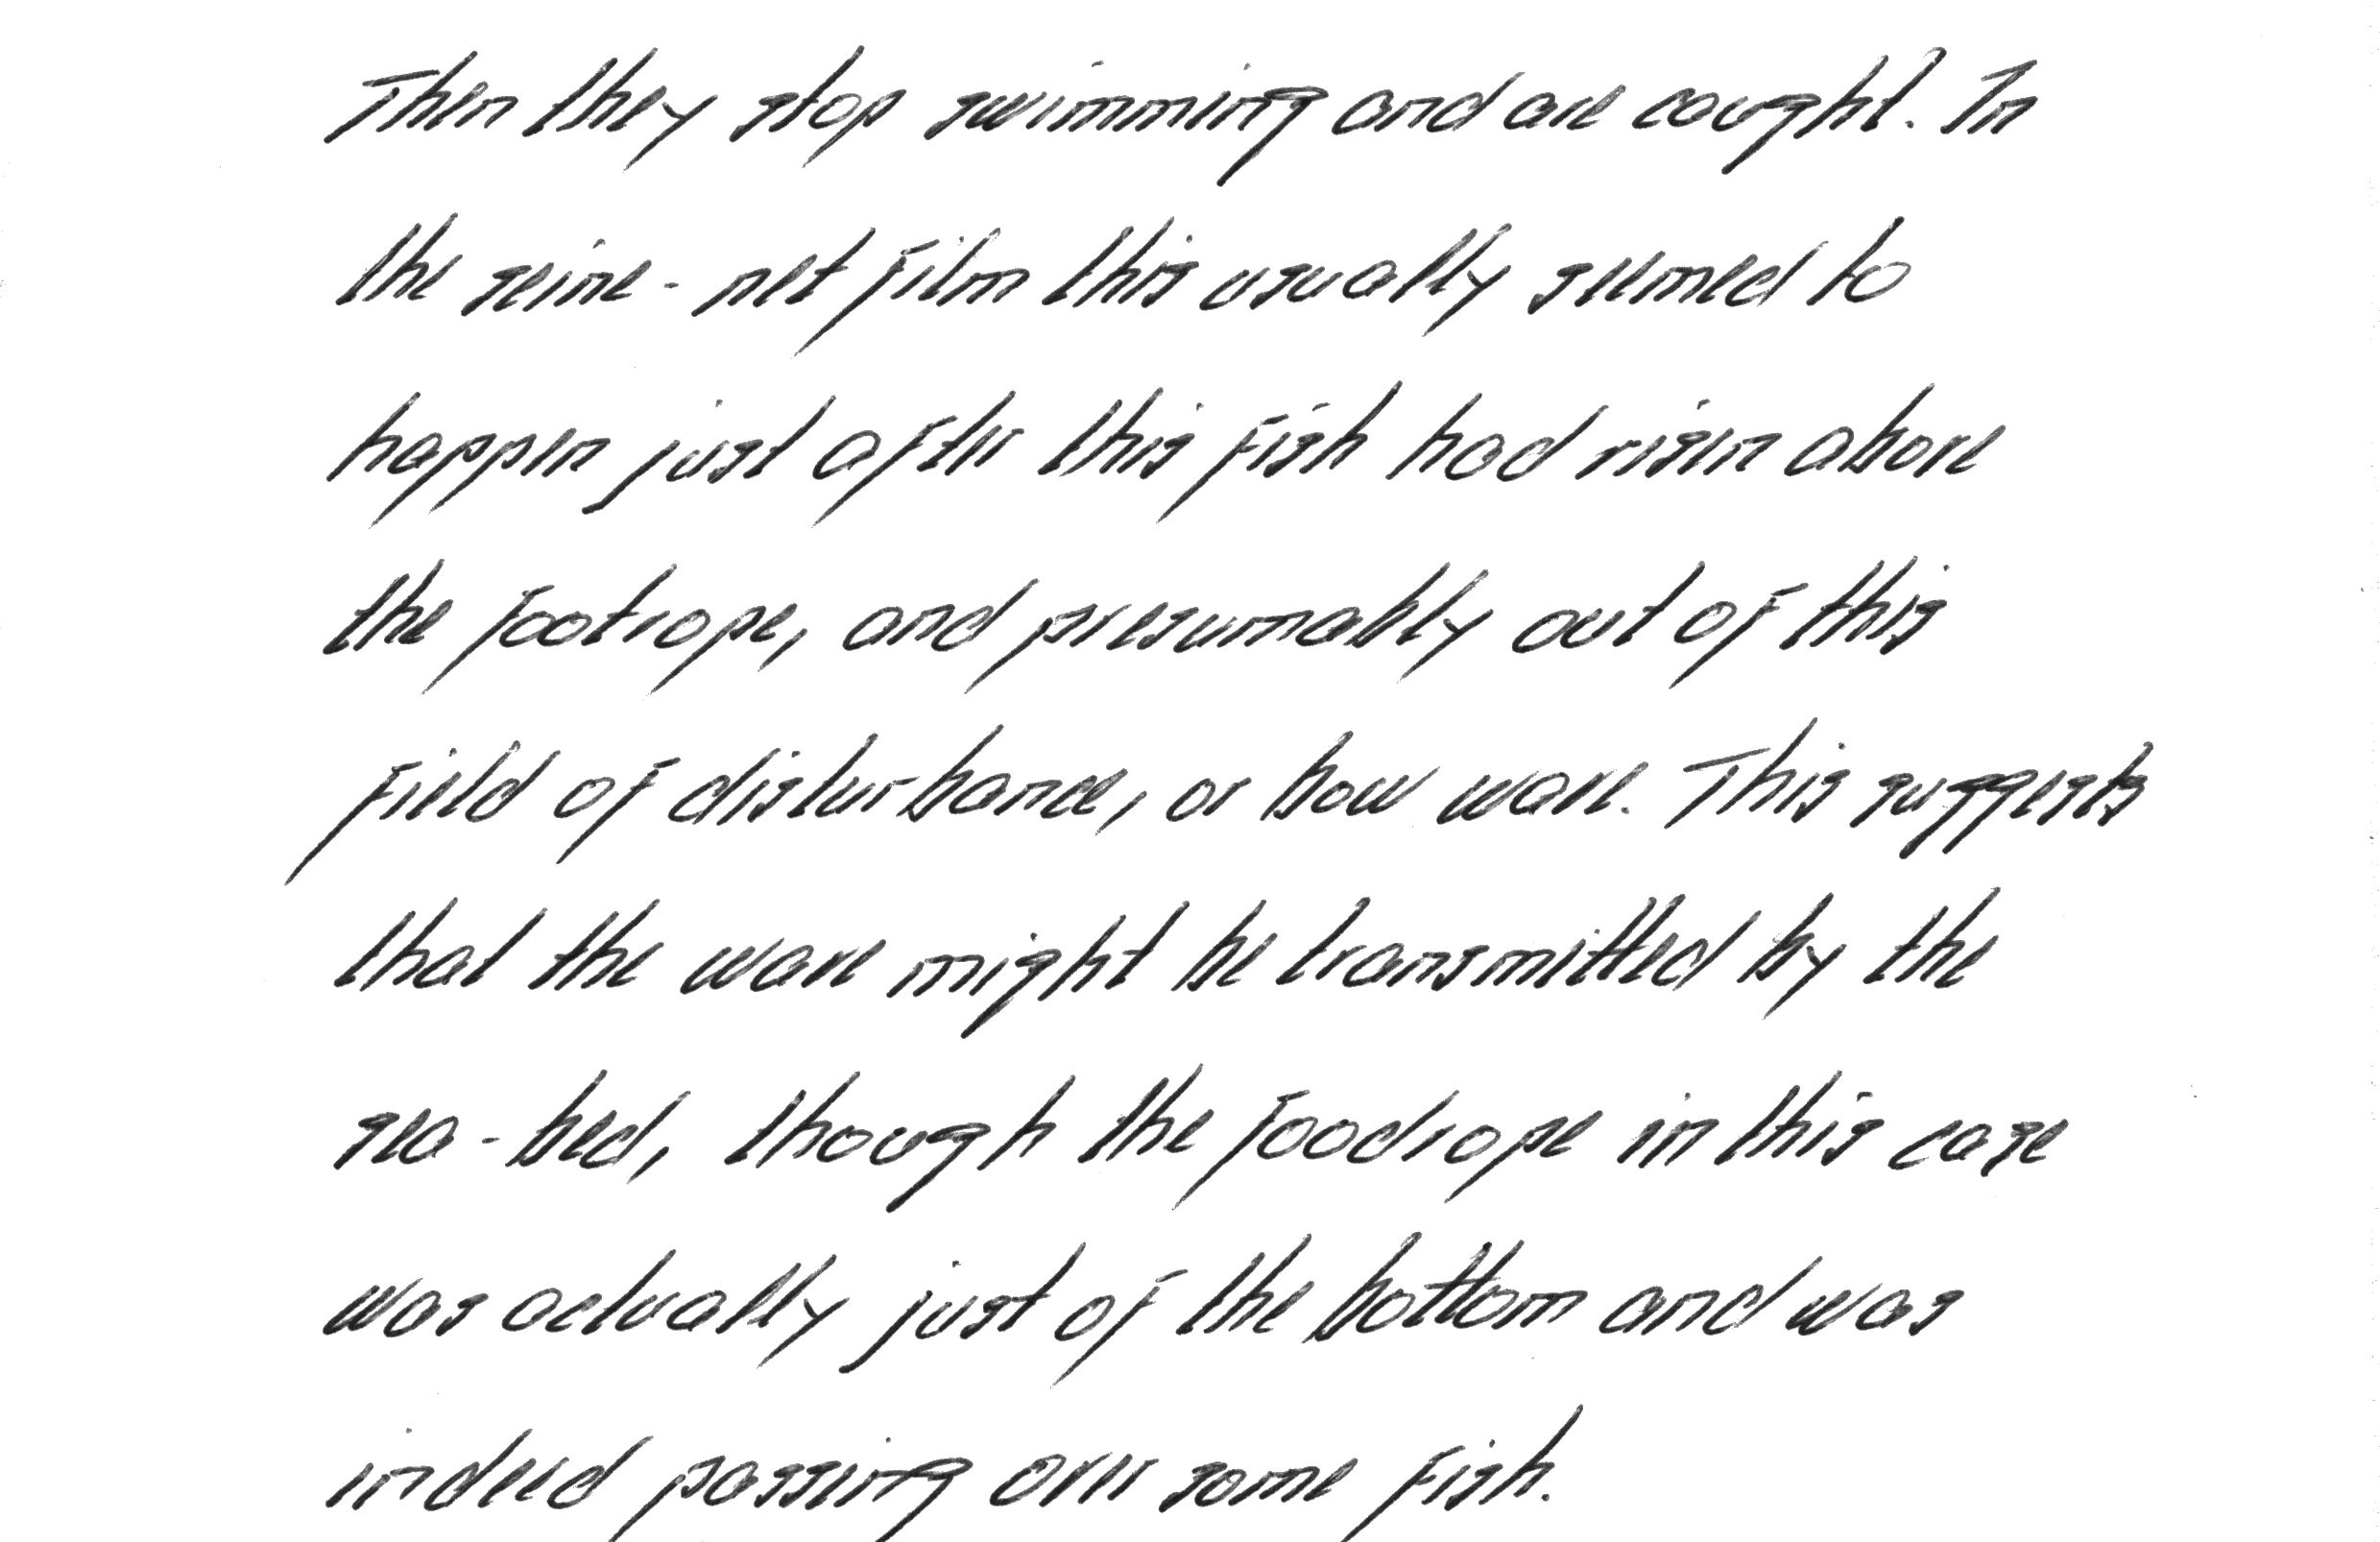 Then they stop swimming and are caught. In
the seine-net film this usually seemed to
happen just after this fish had risen above
the footrope, and presumably out of this
field of disturbance, or bow wave. This suggests
that the wave might be transmitted by the
sea-bed, though the foodrope in this case
was actually just of the bottom and was
indeed passing over some fish.